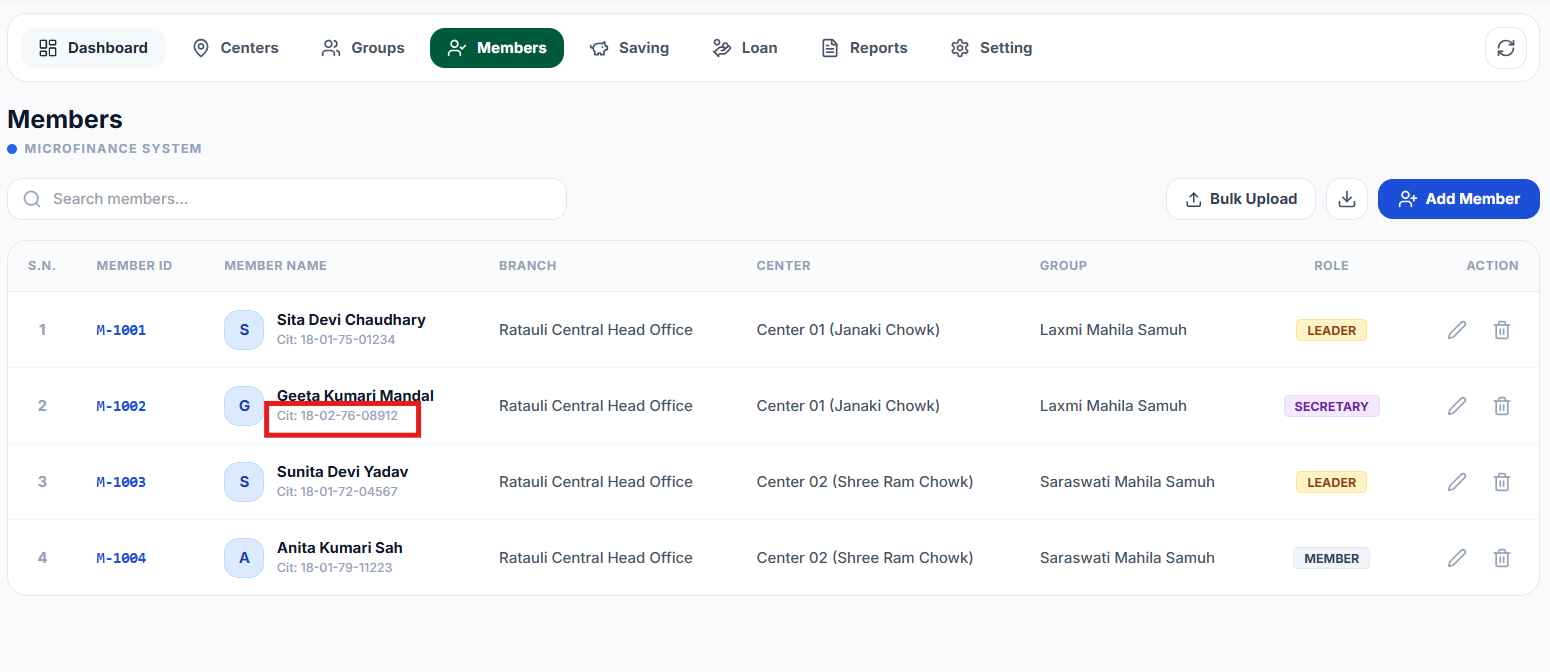 Dashboard Centers Groups Members Saving Loan Reports Setting
Members
MICROFINANCE SYSTEM
Search members... Bulk Upload Add Member
S.N. MEMBER ID MEMBER NAME BRANCH CENTER GROUP ROLE ACTION
1 M-1001 S Sita Devi Chaudhary Ratauli Central Head Office Center 01 (Janaki Chowk) Laxmi Mahila Samuh LEADER
Cit: 18-01-75-01234
2 M-1002 G Geeta Kumari Mandal Ratauli Central Head Office Center 01 (Janaki Chowk) Laxmi Mahila Samuh SECRETARY
Cit: 18-02-76-08912
3 M-1003 S Sunita Devi Yadav Ratauli Central Head Office Center 02 (Shree Ram Chowk) Saraswati Mahila Samuh LEADER
Cit: 18-01-72-04567
4 M-1004 A Anita Kumari Sah Ratauli Central Head Office Center 02 (Shree Ram Chowk) Saraswati Mahila Samuh MEMBER
Cit: 18-01-79-11223